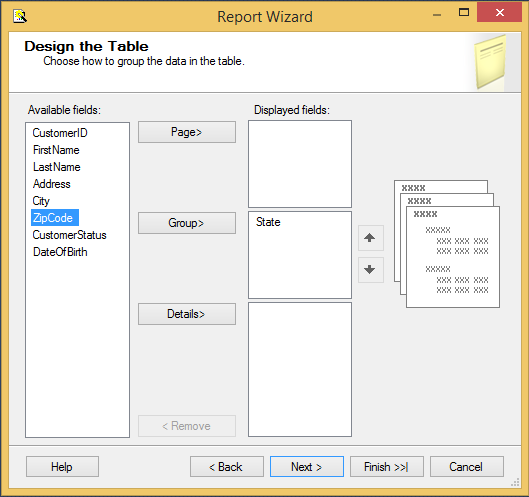 Report Wizard
Design the Table
Choose how to group the data in the table.
Available fields:
Displayed fields:
CustomerID
FirstName
LastName
Address
City
ZipCode
CustomerStatus
DateOfBirth
Page>
Group>
Details>
< Remove
State
XXXX
XXXX
XXXX
XXXXX
XXX XXX XXX
XXX XXX XXX
XXXXX
XXX XXX XXX
XXX XXX XXX
Help
< Back
Next >
Finish >>|
Cancel